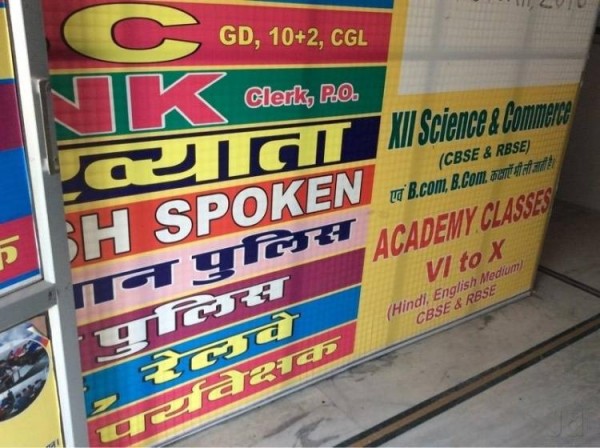 C GD, 10+2, CGL
NK Clerk, P.O.
ख्याता
SH SPOKEN
ान पुलिस
पुलिस
, रेलवे
पर्यवेक्षक
XII Science & Commerce
(CBSE & RBSE)
एवं B.com, B.Com. कक्षाएँ भी ली जाती है।
ACADEMY CLASSES
VI to X
(Hindi, English Medium)
CBSE & RBSE